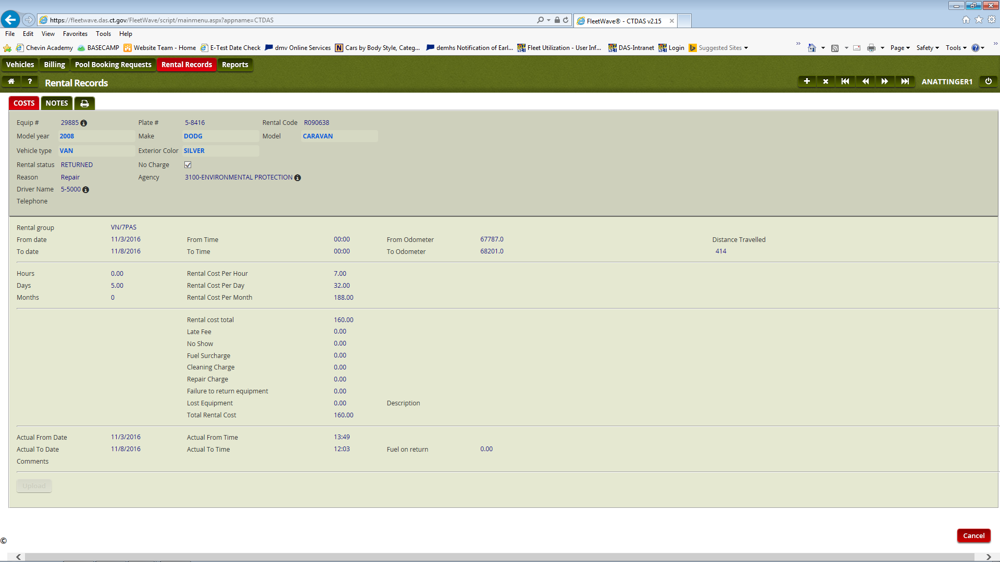 https://fleetwave.das.ct.gov/FleetWave/script/mainmenu.aspx?appname=CTDAS
FleetWave® - CTDAS v2.15
File Edit View Favorites Tools Help
Chevin Academy BASECAMP Website Team - Home E-Test Date Check dmv Online Services Cars by Body Style, Categ... demhs Notification of Earl... Fleet Utilization - User Inf... DAS-Intranet Login Suggested Sites Page Safety Tools
Vehicles Billing Pool Booking Requests Rental Records Reports
? Rental Records ANATTINGER1
COSTS NOTES
Equip # 29885 Plate # 5-8416 Rental Code R090638
Model year 2008 Make DODG Model CARAVAN
Vehicle type VAN Exterior Color SILVER
Rental status RETURNED No Charge
Reason Repair Agency 3100-ENVIRONMENTAL PROTECTION
Driver Name 5-5000
Telephone
Rental group VN/7PAS
From date 11/3/2016 From Time 00:00 From Odometer 67787.0 Distance Travelled
To date 11/8/2016 To Time 00:00 To Odometer 68201.0 414
Hours 0.00 Rental Cost Per Hour 7.00
Days 5.00 Rental Cost Per Day 32.00
Months 0 Rental Cost Per Month 188.00
Rental cost total 160.00
Late Fee 0.00
No Show 0.00
Fuel Surcharge 0.00
Cleaning Charge 0.00
Repair Charge 0.00
Failure to return equipment 0.00
Lost Equipment 0.00 Description
Total Rental Cost 160.00
Actual From Date 11/3/2016 Actual From Time 13:49
Actual To Date 11/8/2016 Actual To Time 12:03 Fuel on return 0.00
Comments
Upload
Cancel
©